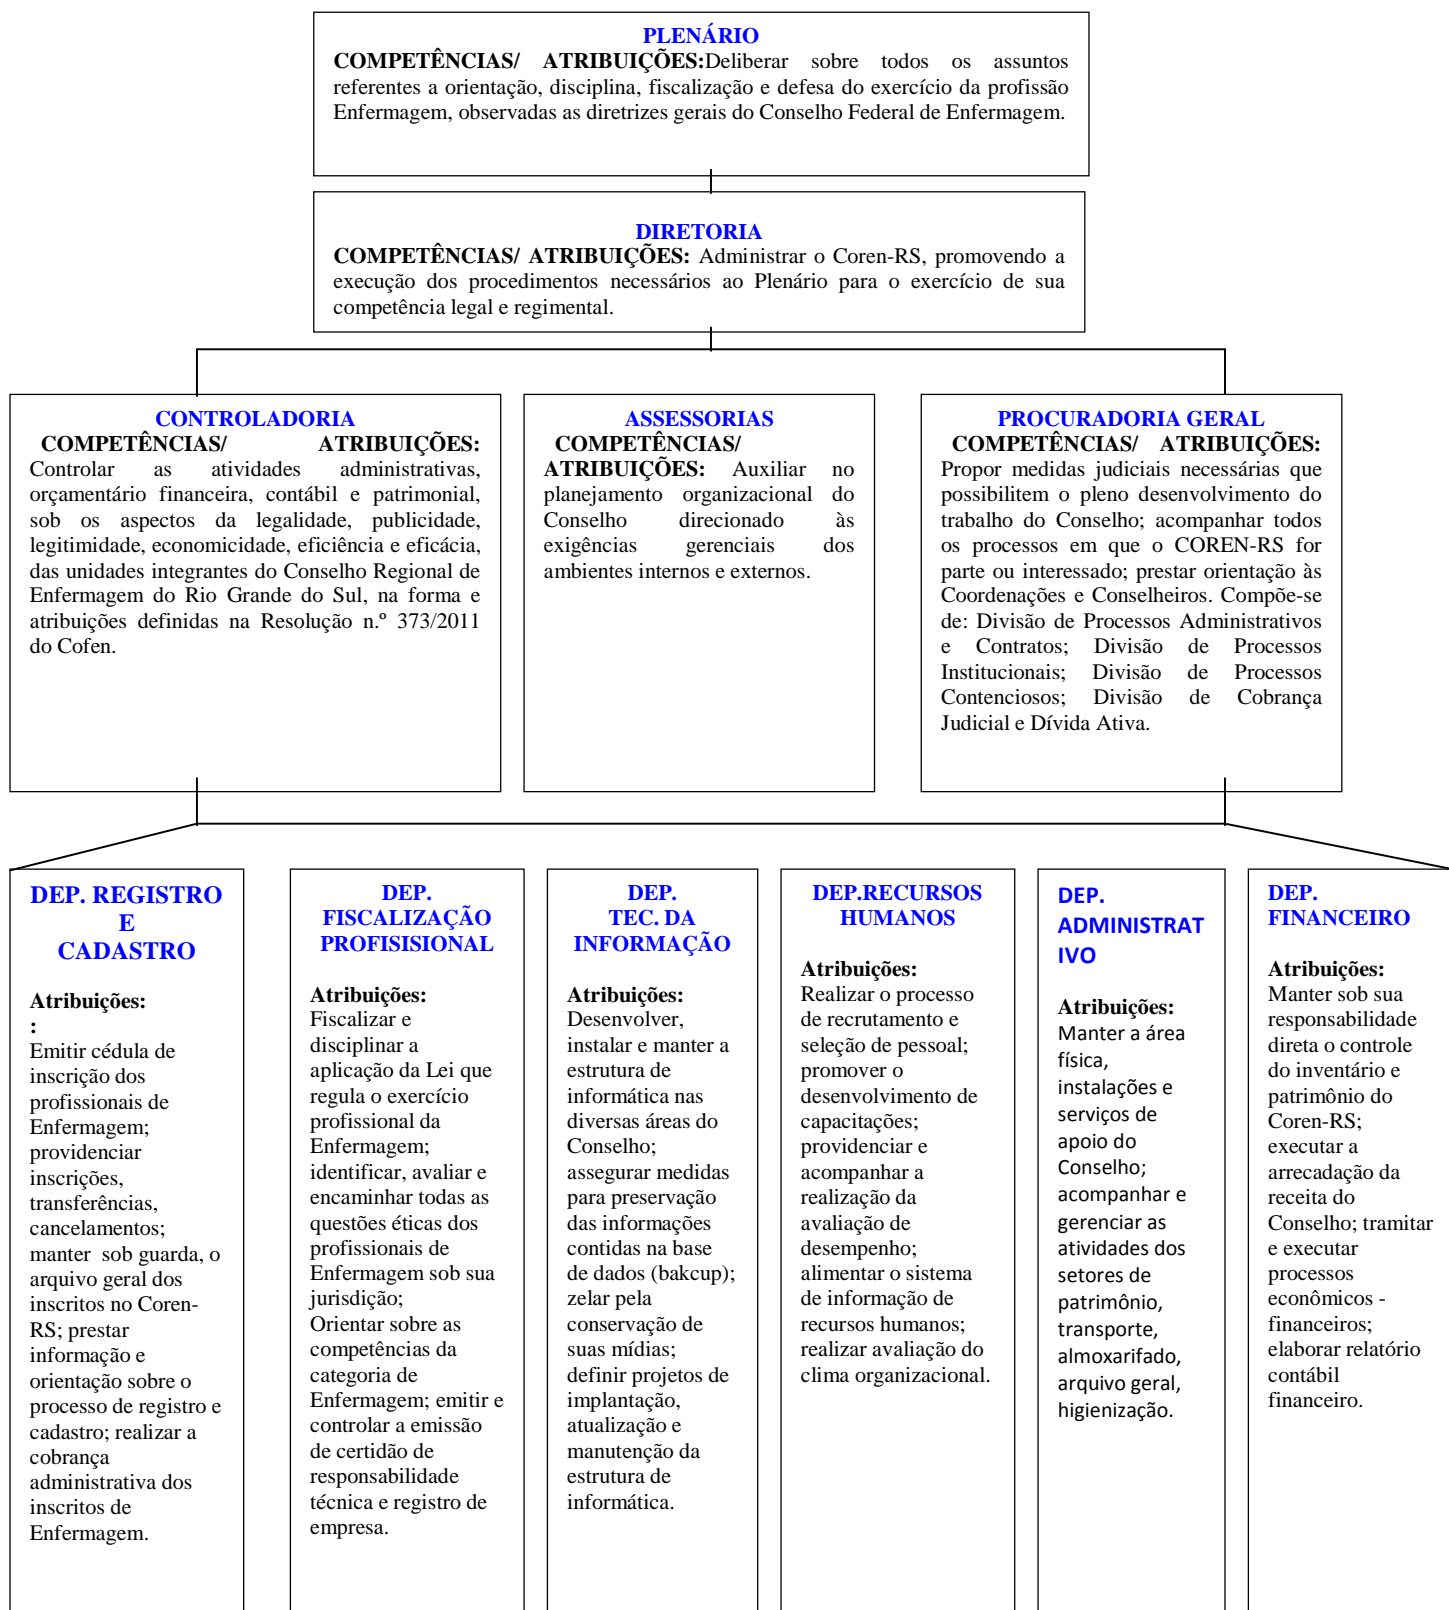 PLENÁRIO
COMPETÊNCIAS/ ATRIBUIÇÕES:Deliberar sobre todos os assuntos
referentes a orientação, disciplina, fiscalização e defesa do exercício da profissão
Enfermagem, observadas as diretrizes gerais do Conselho Federal de Enfermagem.
DIRETORIA
COMPETÊNCIAS/ ATRIBUIÇÕES: Administrar o Coren-RS, promovendo a
execução dos procedimentos necessários ao Plenário para o exercício de sua
competência legal e regimental.
CONTROLADORIA
COMPETÊNCIAS/ ATRIBUIÇÕES:
Controlar as atividades administrativas,
orçamentário financeira, contábil e patrimonial,
sob os aspectos da legalidade, publicidade,
legitimidade, economicidade, eficiência e eficácia,
das unidades integrantes do Conselho Regional de
Enfermagem do Rio Grande do Sul, na forma e
atribuições definidas na Resolução n.º 373/2011
do Cofen.
ASSESSORIAS
COMPETÊNCIAS/
ATRIBUIÇÕES: Auxiliar no
planejamento organizacional do
Conselho direcionado às
exigências gerenciais dos
ambientes internos e externos.
PROCURADORIA GERAL
COMPETÊNCIAS/ ATRIBUIÇÕES:
Propor medidas judiciais necessárias que
possibilitem o pleno desenvolvimento do
trabalho do Conselho; acompanhar todos
os processos em que o COREN-RS for
parte ou interessado; prestar orientação às
Coordenações e Conselheiros. Compõe-se
de: Divisão de Processos Administrativos
e Contratos; Divisão de Processos
Institucionais; Divisão de Processos
Contenciosos; Divisão de Cobrança
Judicial e Dívida Ativa.
DEP. REGISTRO
E
CADASTRO
Atribuições:
:
Emitir cédula de
inscrição dos
profissionais de
Enfermagem;
providenciar
inscrições,
transferências,
cancelamentos;
manter sob guarda, o
arquivo geral dos
inscritos no Coren-
RS; prestar
informação e
orientação sobre o
processo de registro e
cadastro; realizar a
cobrança
administrativa dos
inscritos de
Enfermagem.
DEP.
FISCALIZAÇÃO
PROFISISIONAL
Atribuições:
Fiscalizar e
disciplinar a
aplicação da Lei que
regula o exercício
profissional da
Enfermagem;
identificar, avaliar e
encaminhar todas as
questões éticas dos
profissionais de
Enfermagem sob sua
jurisdição;
Orientar sobre as
competências da
categoria de
Enfermagem; emitir e
controlar a emissão
de certidão de
responsabilidade
técnica e registro de
empresa.
DEP.
TEC. DA
INFORMAÇÃO
Atribuições:
Desenvolver,
instalar e manter a
estrutura de
informática nas
diversas áreas do
Conselho;
assegurar medidas
para preservação
das informações
contidas na base
de dados (bakcup);
zelar pela
conservação de
suas mídias;
definir projetos de
implantação,
atualização e
manutenção da
estrutura de
informática.
DEP.RECURSOS
HUMANOS
Atribuições:
Realizar o processo
de recrutamento e
seleção de pessoal;
promover o
desenvolvimento de
capacitações;
providenciar e
acompanhar a
realização da
avaliação de
desempenho;
alimentar o sistema
de informação de
recursos humanos;
realizar avaliação do
clima organizacional.
DEP.
ADMINISTRAT
IVO
Atribuições:
Manter a área
física,
instalações e
serviços de
apoio do
Conselho;
acompanhar e
gerenciar as
atividades dos
setores de
patrimônio,
transporte,
almoxarifado,
arquivo geral,
higienização.
DEP.
FINANCEIRO
Atribuições:
Manter sob sua
responsabilidade
direta o controle
do inventário e
patrimônio do
Coren-RS;
executar a
arrecadação da
receita do
Conselho; tramitar
e executar
processos
econômicos -
financeiros;
elaborar relatório
contábil
financeiro.